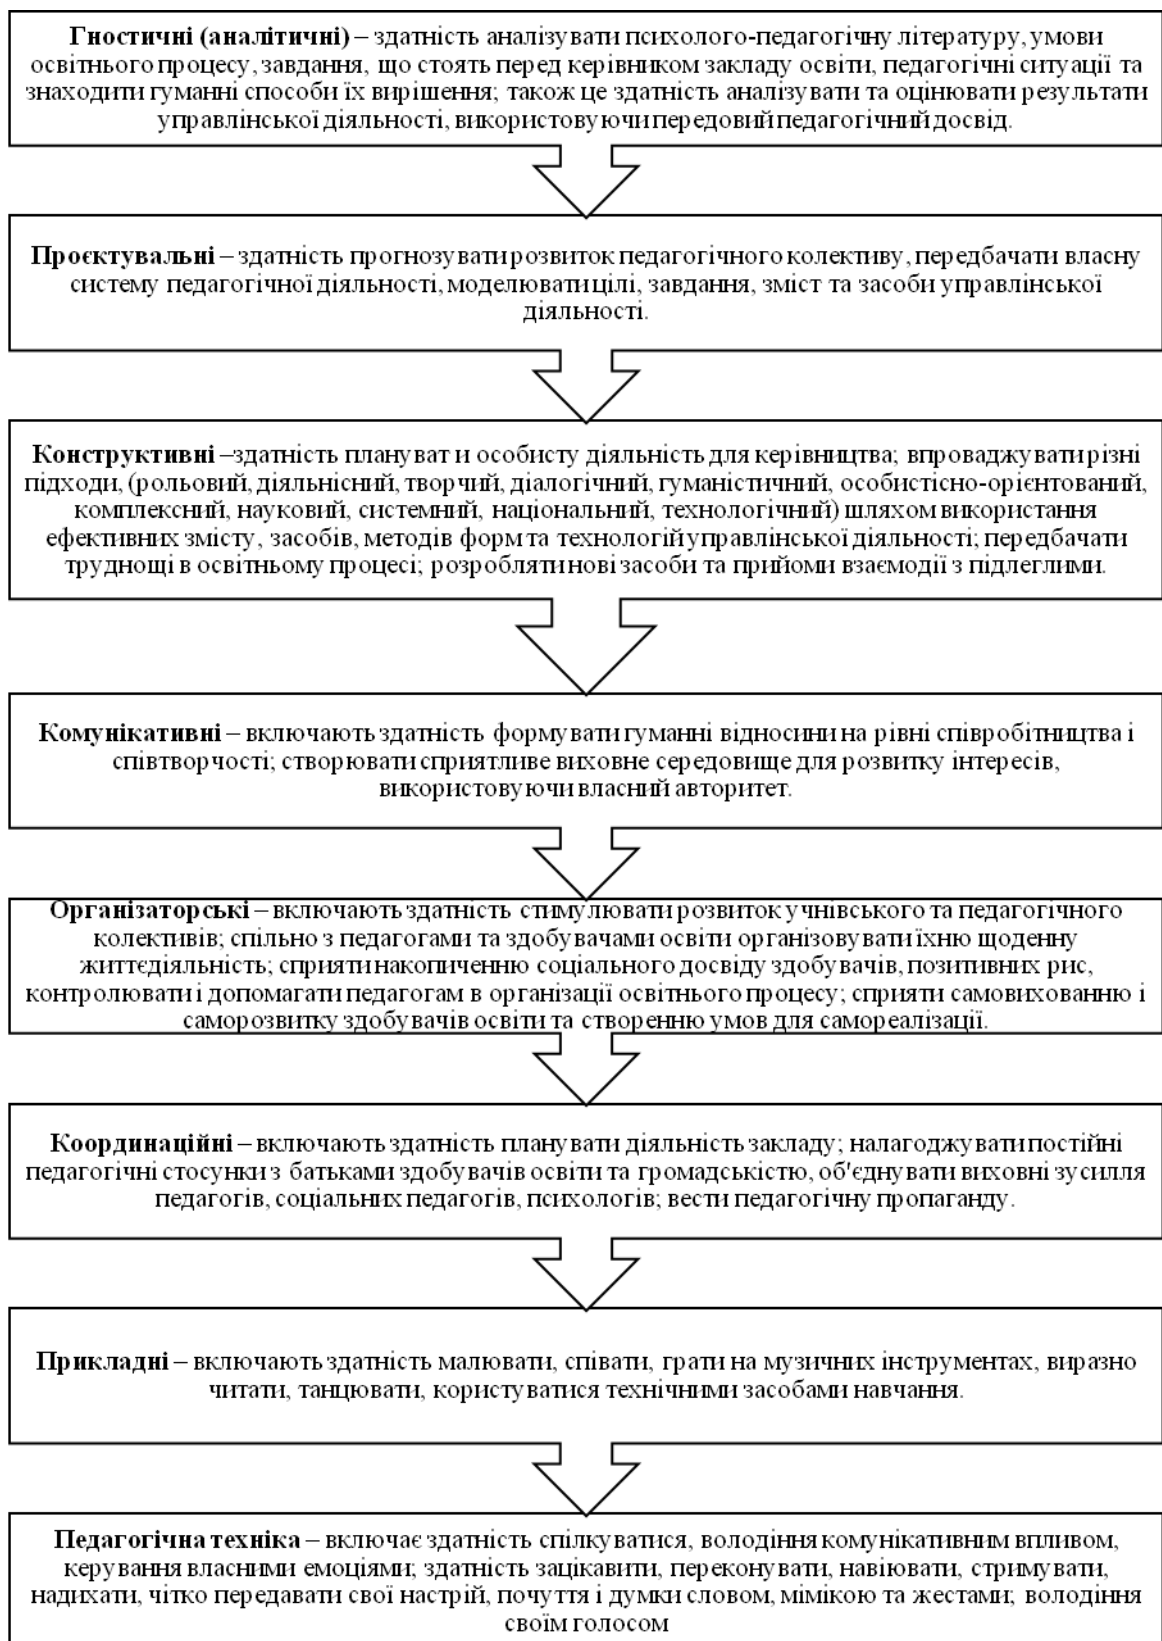 Гностичні (аналітичні) – здатність аналізувати психолого-педагогічну літературу, умови
освітнього процесу, завдання, що стоять перед керівником закладу освіти, педагогічні ситуації та
знаходити гуманні способи їх вирішення; також це здатність аналізувати та оцінювати результати
управлінської діяльності, використовуючи передовий педагогічний досвід.
Проєктувальні – здатність прогнозувати розвиток педагогічного колективу, передбачати власну
систему педагогічної діяльності, моделювати цілі, завдання, зміст та засоби управлінської
діяльності.
Конструктивні –здатність плануват и особисту діяльність для керівництва; впроваджувати різні
підходи, (рольовий, діяльнісний, творчий, діалогічний, гуманістичний, особистісно-орієнтований,
комплексний, науковий, системний, національний, технологічний) шляхом використання
ефективних змісту, засобів, методів форм та технологій управлінської діяльності; передбачати
труднощі в освітньому процесі; розробляти нові засоби та прийоми взаємодії з підлеглими.
Комунікативні – включають здатність формувати гуманні відносини на рівні співробітництва і
співтворчості; створювати сприятливе виховне середовище для розвитку інтересів,
використовуючи власний авторитет.
Організаторські – включають здатність стимулювати розвиток учнівського та педагогічного
колективів; спільно з педагогами та здобувачами освіти організовувати їхню щоденну
життєдіяльність; сприяти накопиченню соціального досвіду здобувачів, позитивних рис,
контролювати і допомагати педагогам в організації освітнього процесу; сприяти самовихованню і
саморозвитку здобувачів освіти та створенню умов для самореалізації.
Координаційні – включають здатність планувати діяльність закладу; налагоджувати постійні
педагогічні стосунки з батьками здобувачів освіти та громадськістю, об'єднувати виховні зусилля
педагогів, соціальних педагогів, психологів; вести педагогічну пропаганду.
Прикладні – включають здатність малювати, співати, грати на музичних інструментах, виразно
читати, танцювати, користуватися технічними засобами навчання.
Педагогічна техніка – включає здатність спілкуватися, володіння комунікативним впливом,
керування власними емоціями; здатність зацікавити, переконувати, навіювати, стримувати,
надихати, чітко передавати свої настрій, почуття і думки словом, мімікою та жестами; володіння
своїм голосом